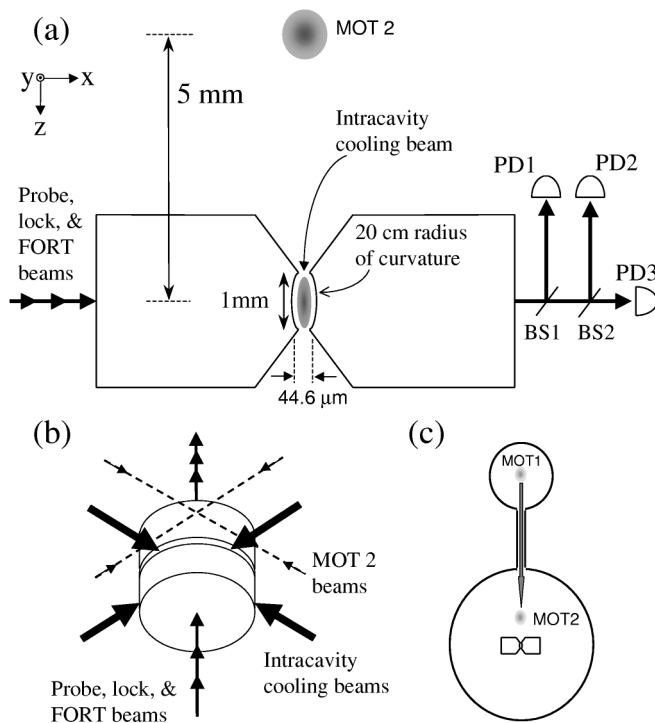 (a)
MOT 2
y
x
z
5 mm
Intracavity
cooling beam
PD1
PD2
Probe,
lock, &
FORT
beams
20 cm radius
of curvature
PD3
1mm
BS1
BS2
44.6 μm
(b)
(c)
MOT1
MOT 2
beams
MOT2
Intracavity
cooling beams
Probe, lock, &
FORT beams